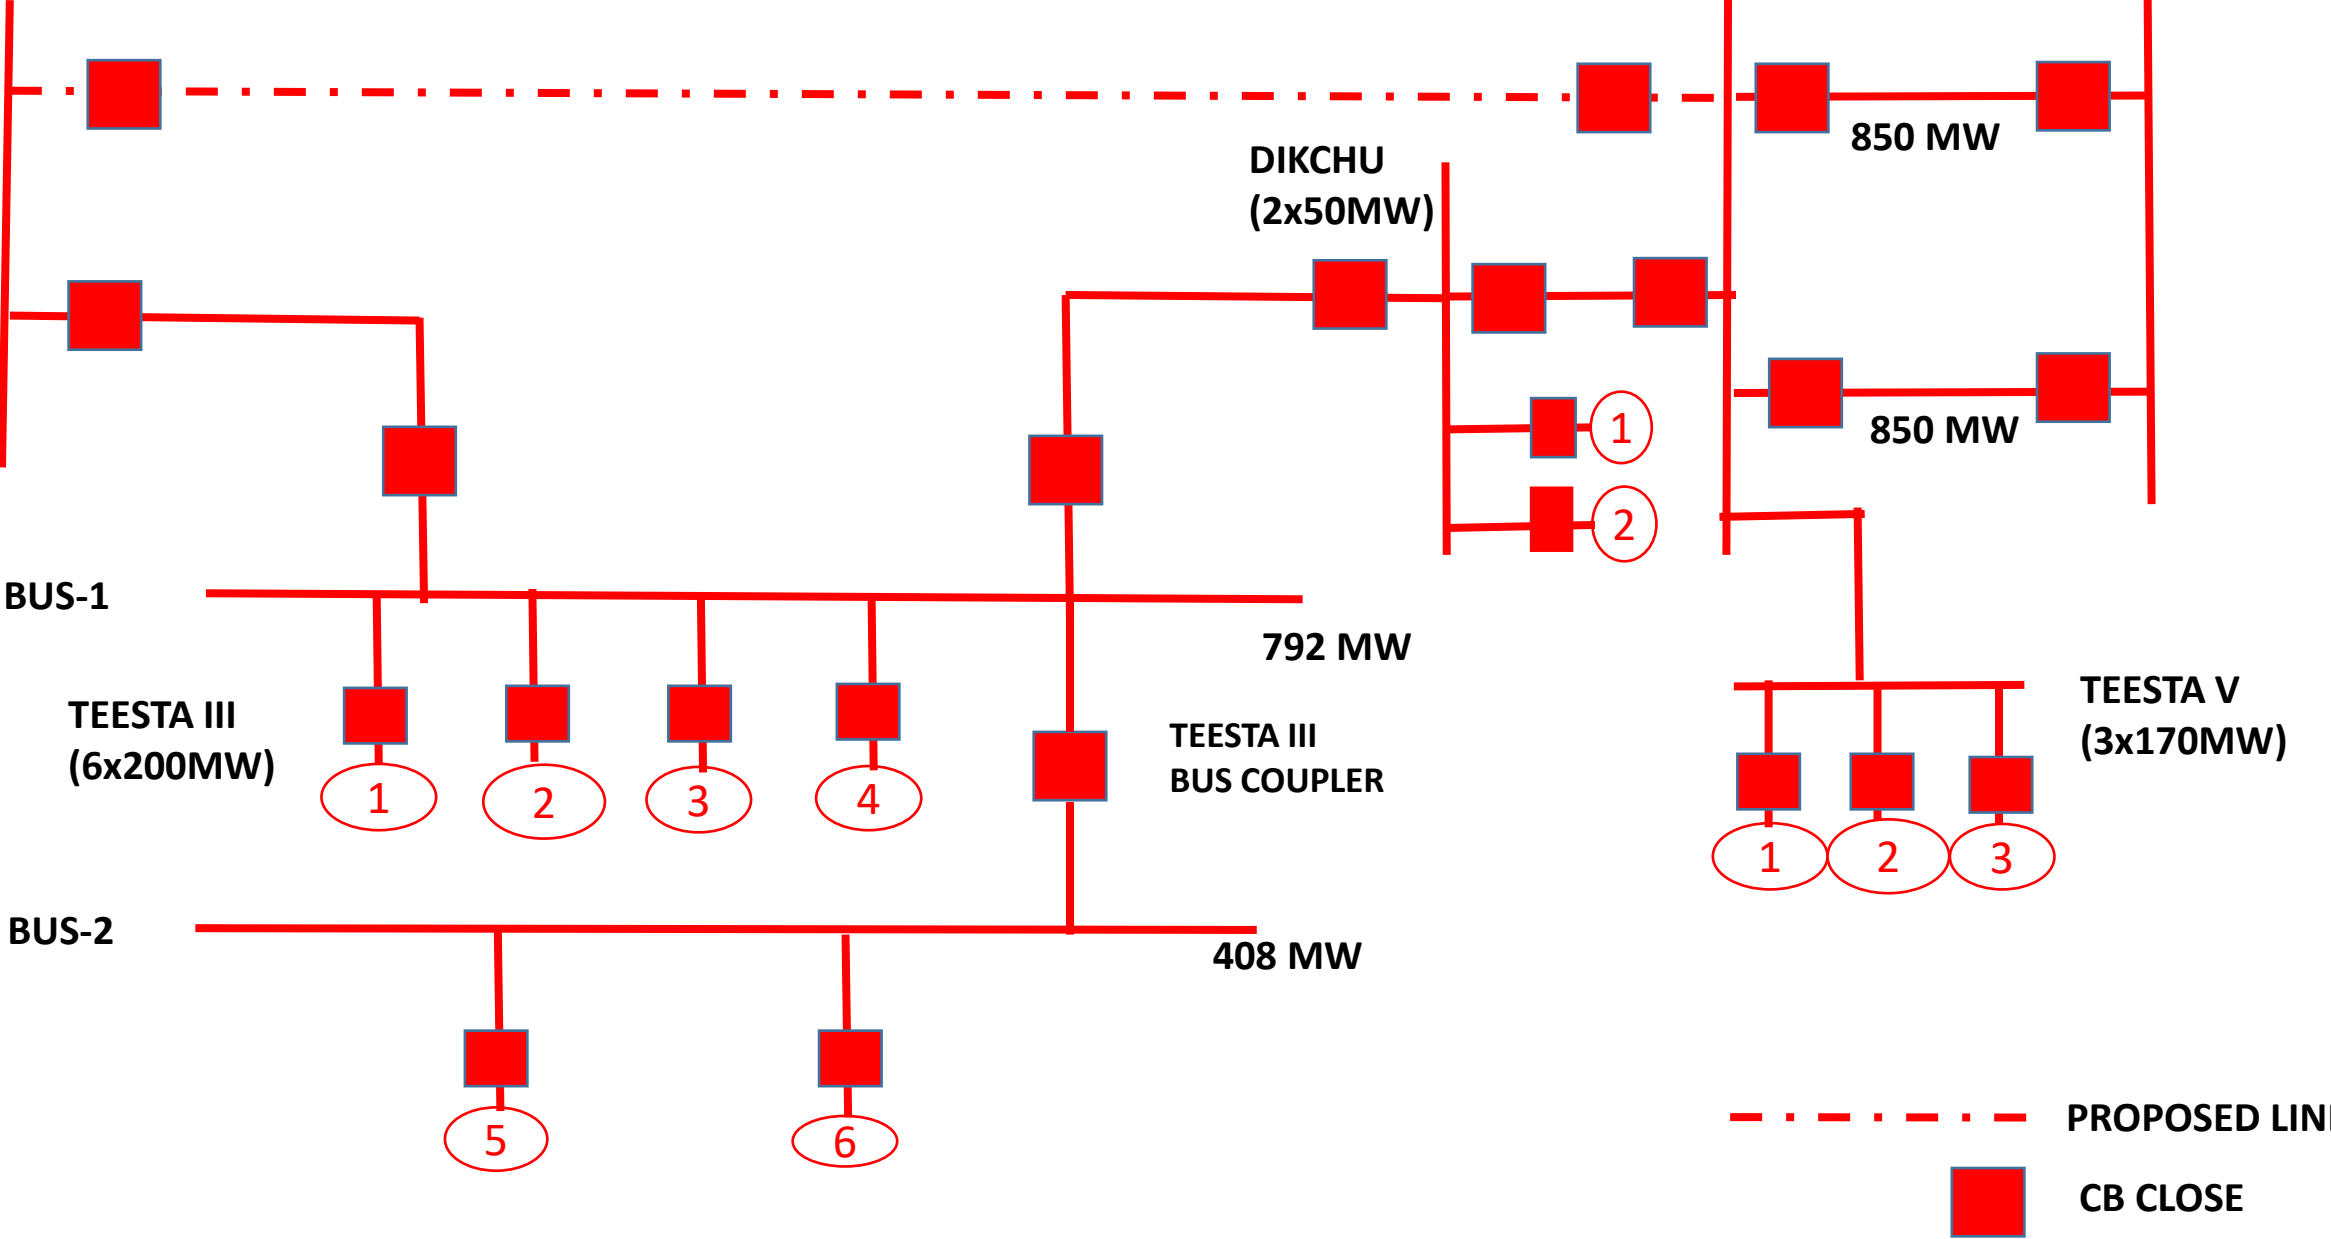 850 MW
DIKCHU
(2x50MW)
850 MW
1
2
BUS-1
792 MW
TEESTA III
(6x200MW)
1
2
3
4
TEESTA III
BUS COUPLER
TEESTA V
(3x170MW)
1
2
3
BUS-2
408 MW
5
6
PROPOSED
CB CLOSE